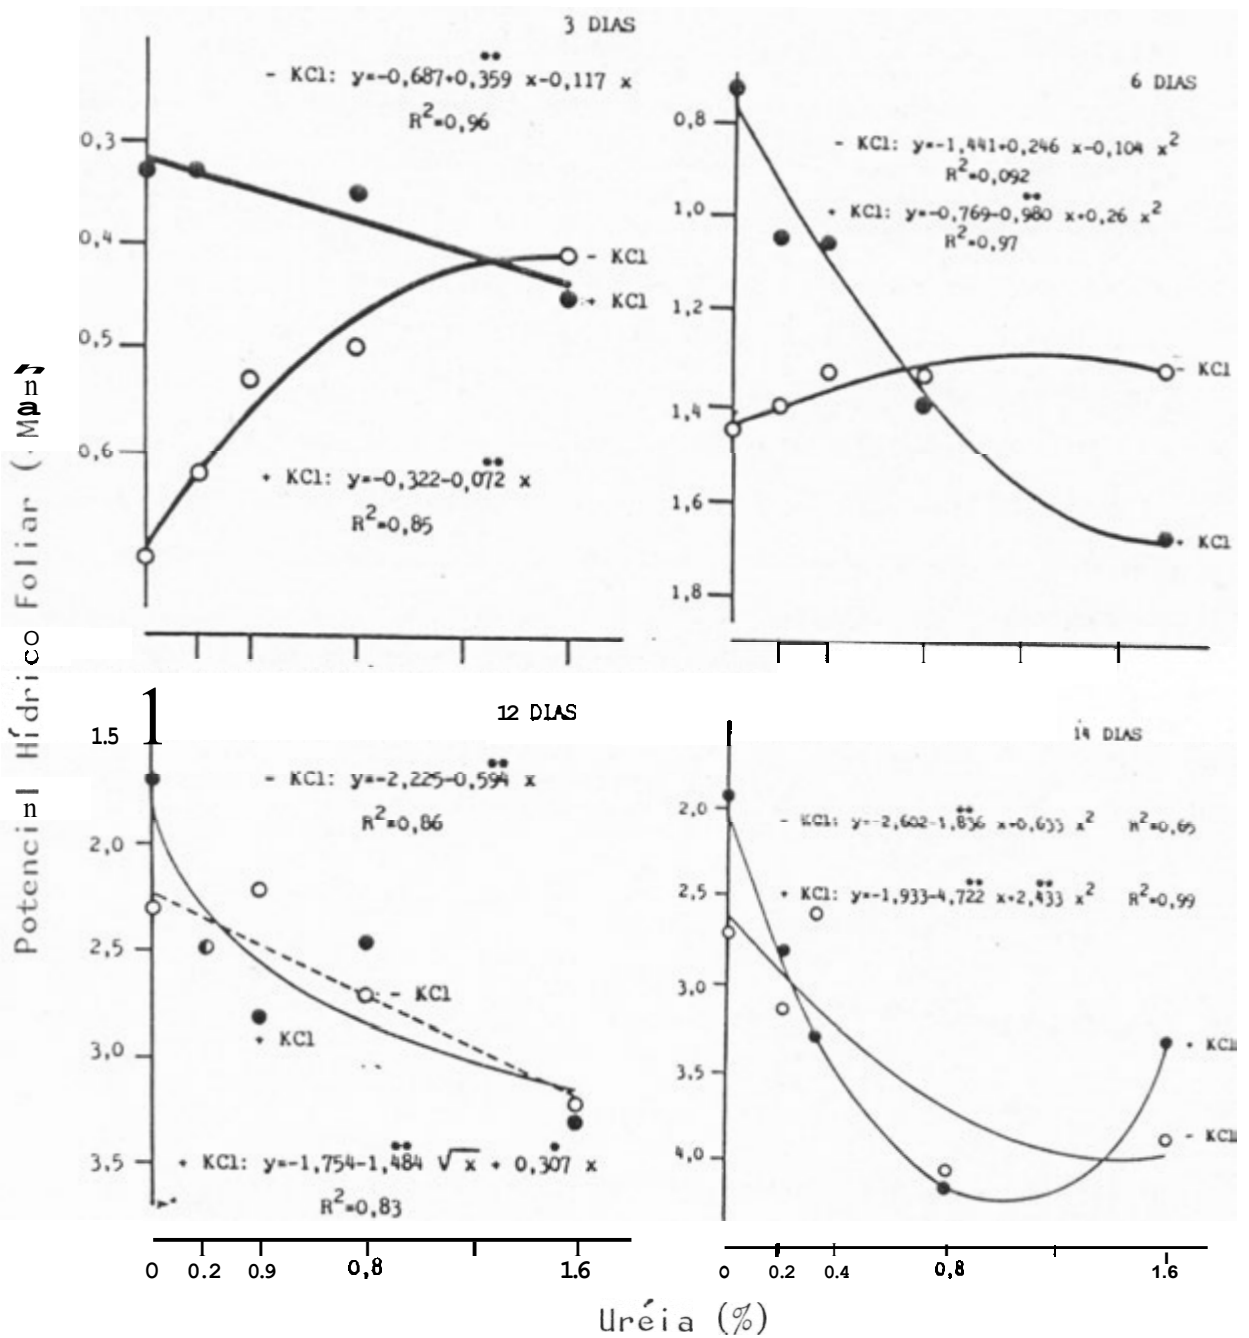 3 DIAS
- KCl: y=-0,687+0,359 x-0,117 x
R²=0,96
0,3
0,4
0,5
0,6
- KCl
+ KCl
+ KCl: y=-0,322-0,072 x
R²=0,85
6 DIAS
- KCl: y=-1,441+0,246 x-0,104 x²
R²=0,092
+ KCl: y=-0,769-0,980 x+0,26 x²
R²=0,97
0,8
1,0
1,2
1,4
1,6
1,8
- KCl
+ KCl
Hídrico Foliar (
12 DIAS
- KCl: y=-2,225-0,594 x
R²=0,86
1.5
2,0
2,5
3,0
3,5
- KCl
+ KCl
+ KCl: y=-1,754-1,484 √x + 0,307 x
R²=0,83
0 0.2 0.9 0,8 1.6
14 DIAS
- KCl: y=-2,602-1,836 x+0,633 x² R²=0,65
+ KCl: y=-1,933-4,722 x+2,433 x² R²=0,99
2,0
2,5
3,0
3,5
4,0
+ KCl
- KCl
0 0.2 0.4 0,8 1.6
Uréia (%)